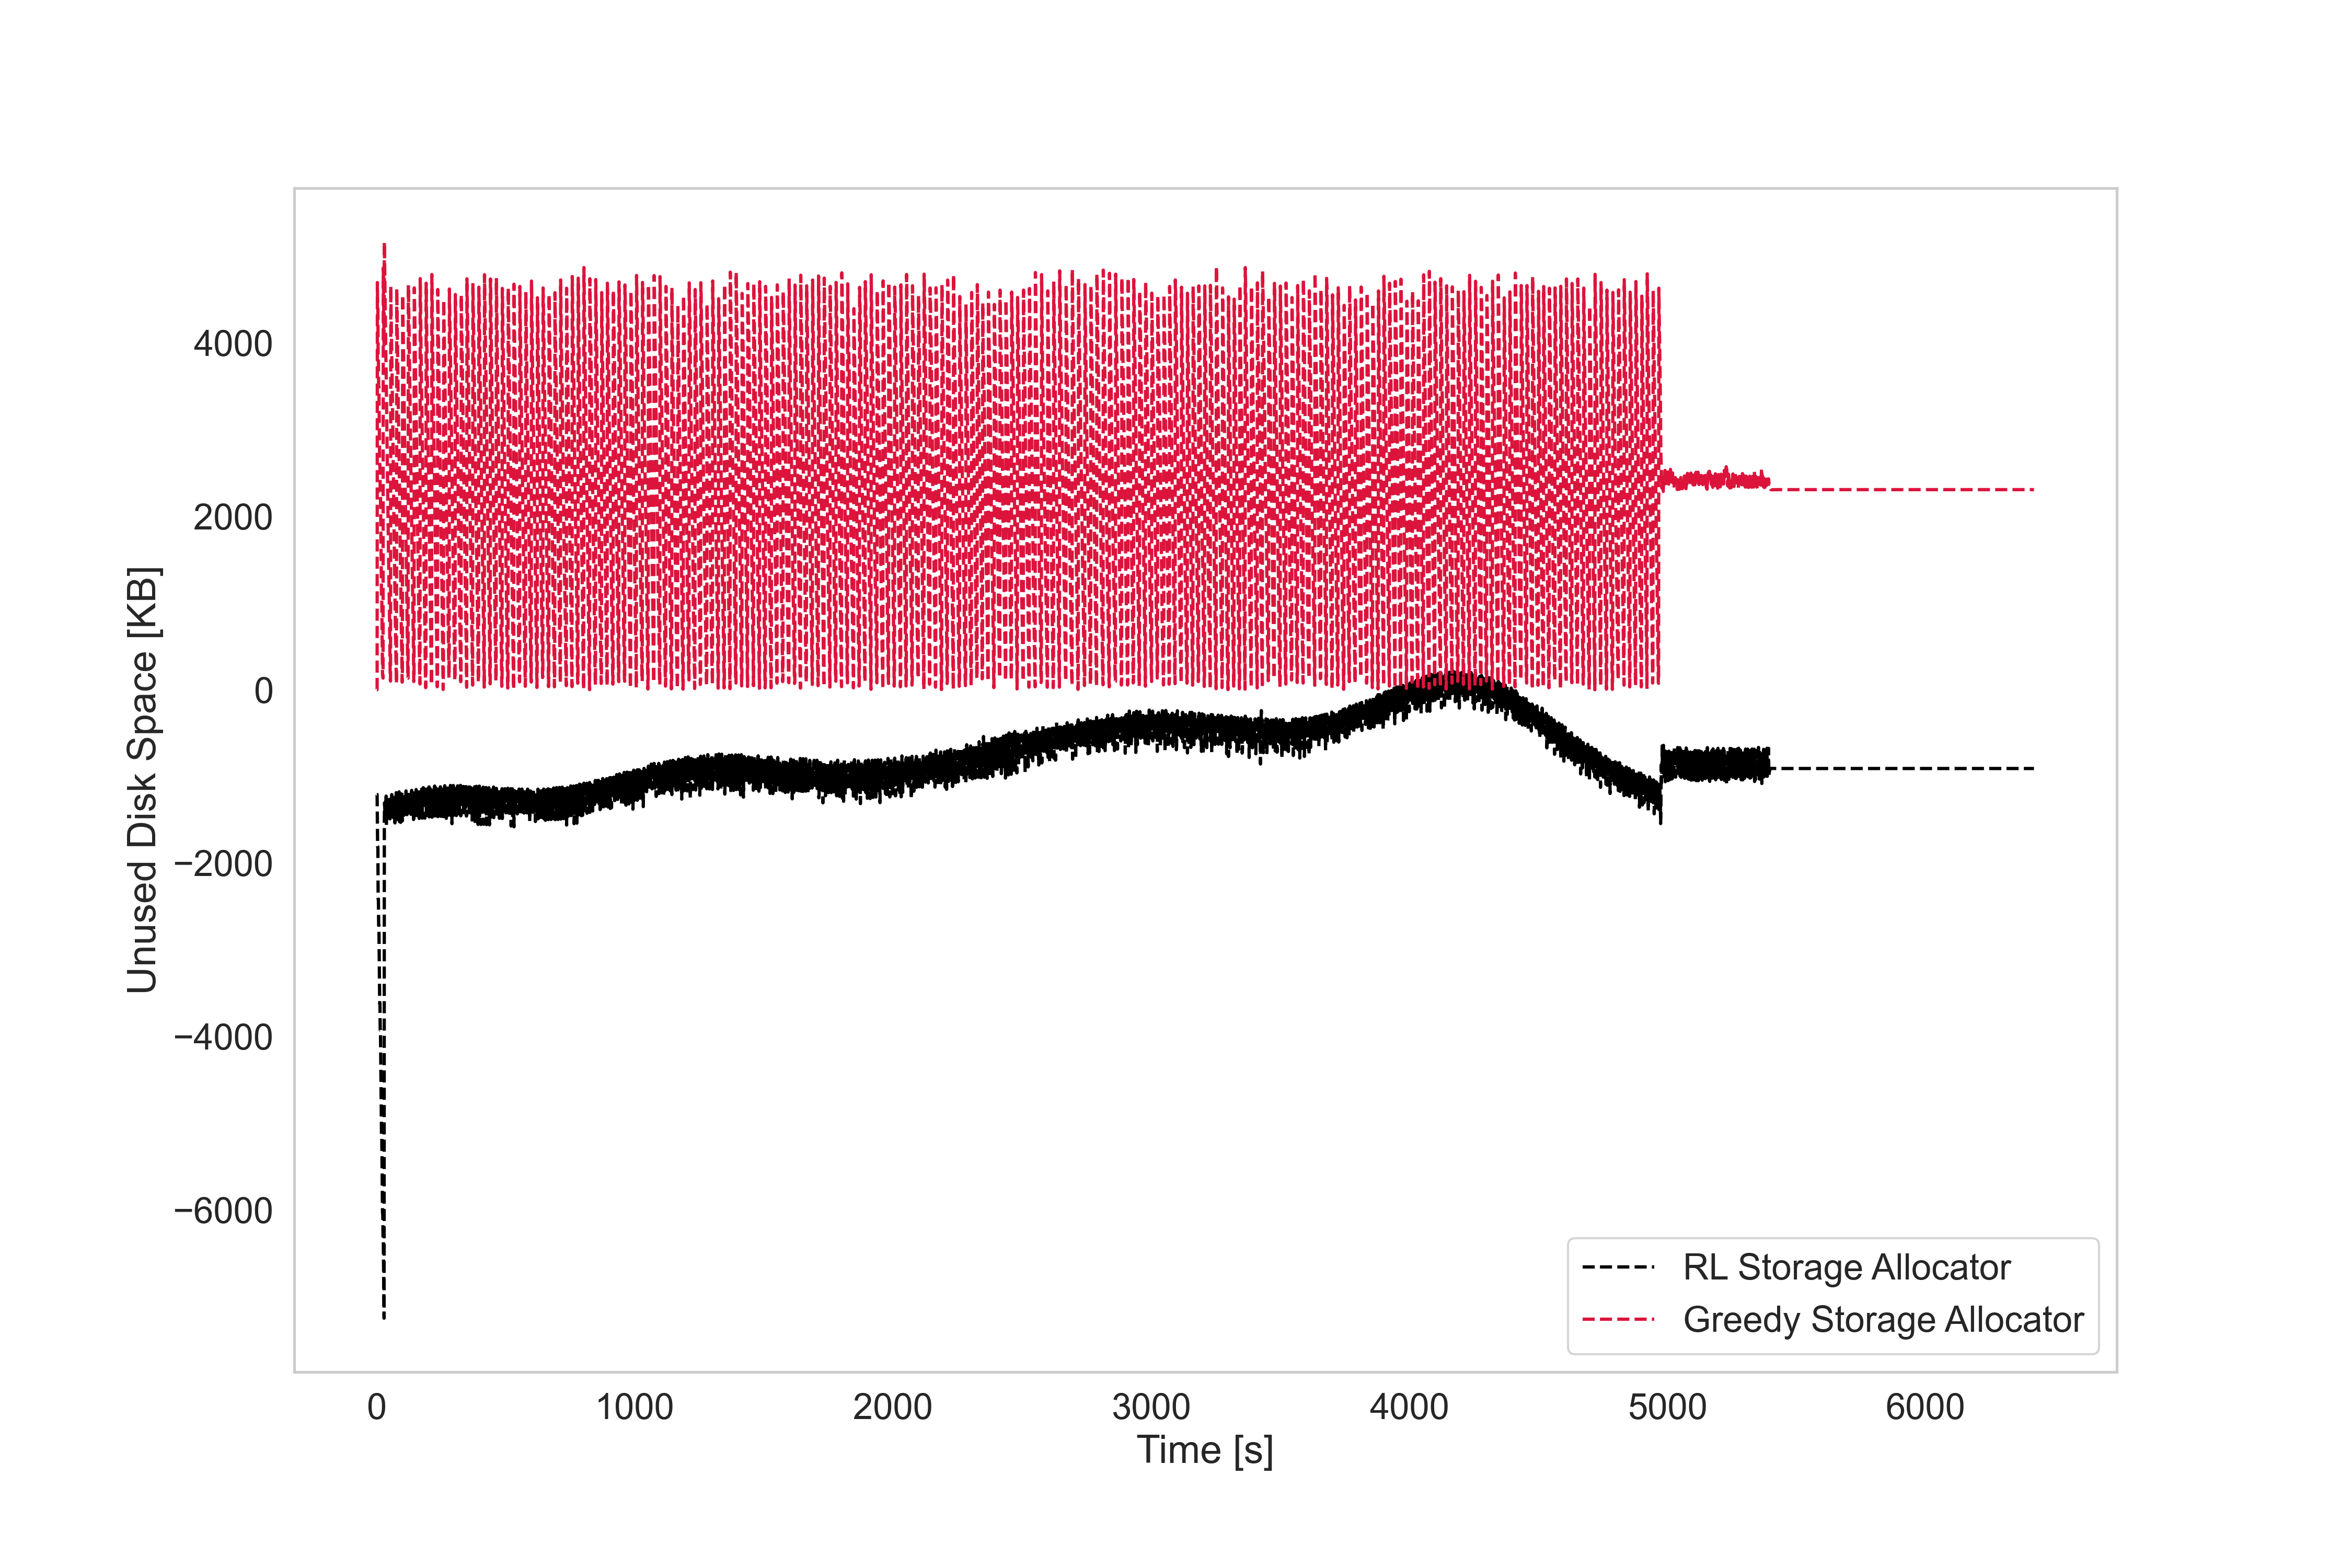 Unused Disk Space [KB]
4000
2000
0
−2000
−4000
−6000
0 1000 2000 3000 4000 5000 6000
Time [s]
RL Storage Allocator
Greedy Storage Allocator